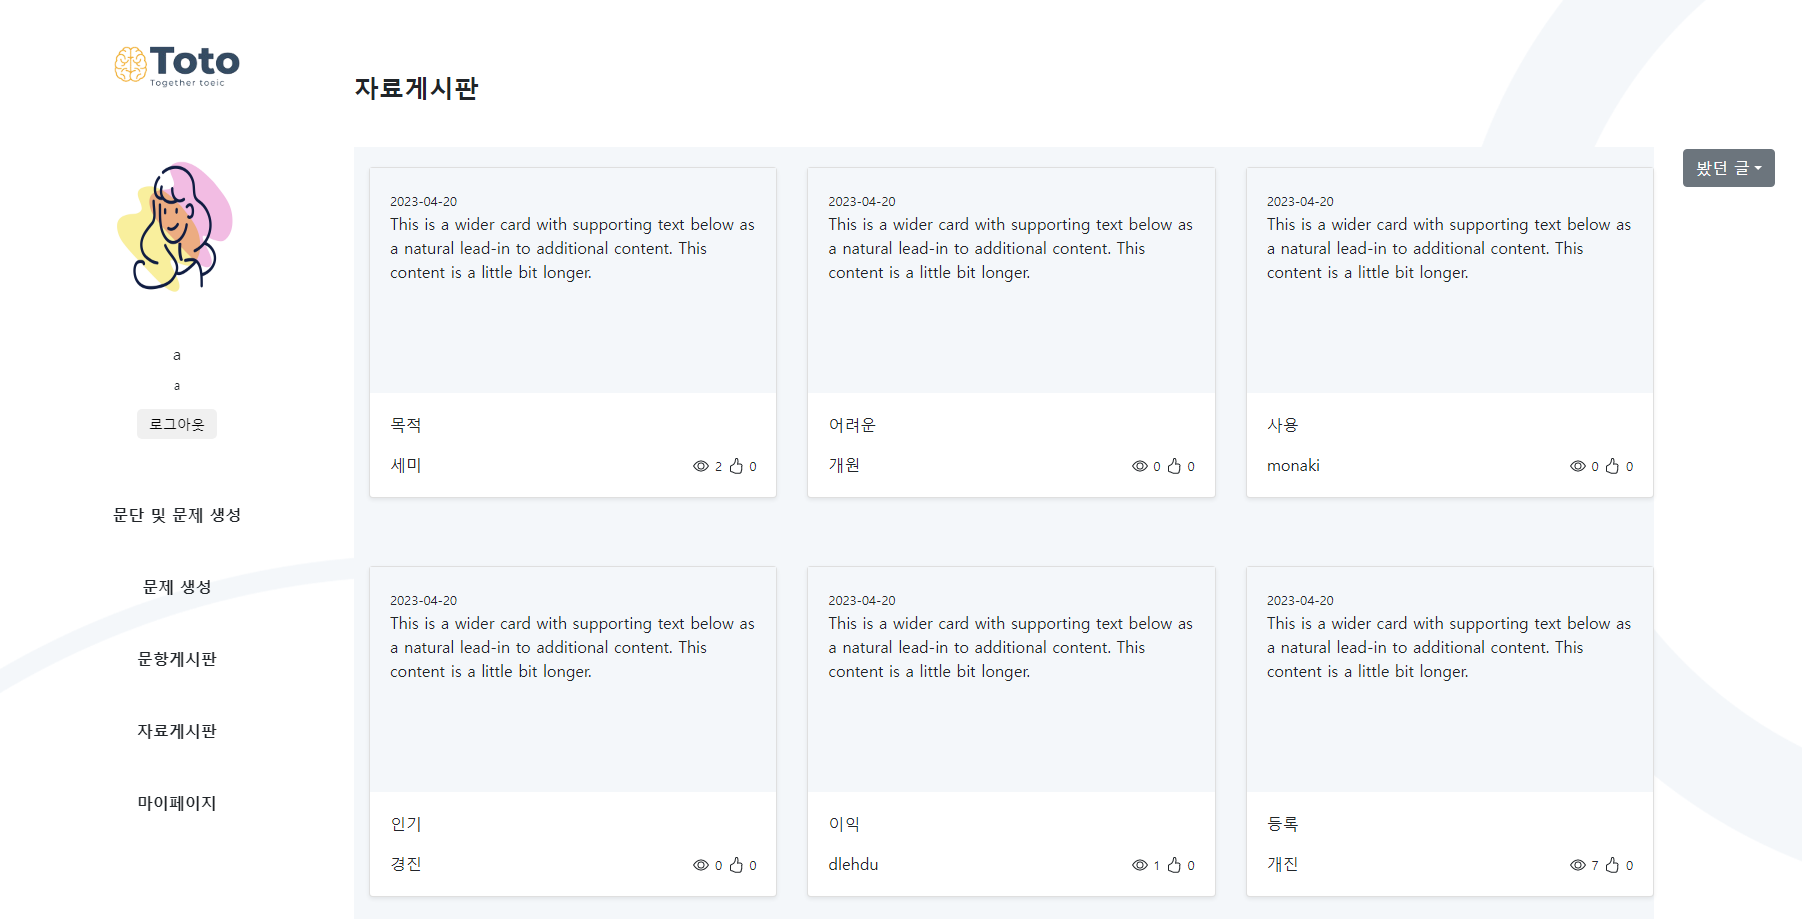 Toto
Together toeic
a
a
로그아웃
문단 및 문제 생성
문제 생성
문항게시판
자료게시판
마이페이지
자료게시판
봤던 글
2023-04-20
This is a wider card with supporting text below as
a natural lead-in to additional content. This
content is a little bit longer.
목적
세미
2 0
2023-04-20
This is a wider card with supporting text below as
a natural lead-in to additional content. This
content is a little bit longer.
어려운
개원
0 0
2023-04-20
This is a wider card with supporting text below as
a natural lead-in to additional content. This
content is a little bit longer.
사용
monaki
0 0
2023-04-20
This is a wider card with supporting text below as
a natural lead-in to additional content. This
content is a little bit longer.
인기
경진
0 0
2023-04-20
This is a wider card with supporting text below as
a natural lead-in to additional content. This
content is a little bit longer.
이익
dlehdu
1 0
2023-04-20
This is a wider card with supporting text below as
a natural lead-in to additional content. This
content is a little bit longer.
등록
개진
7 0